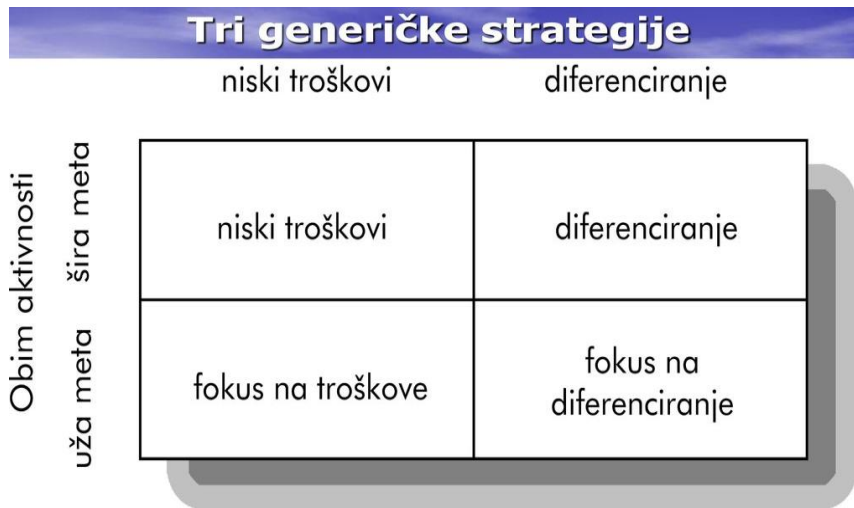 Tri generičke strategije
niski troškovi
diferenciranje
Obim aktivnosti
šira meta
niski troškovi
diferenciranje
uža meta
fokus na troškove
fokus na
diferenciranje